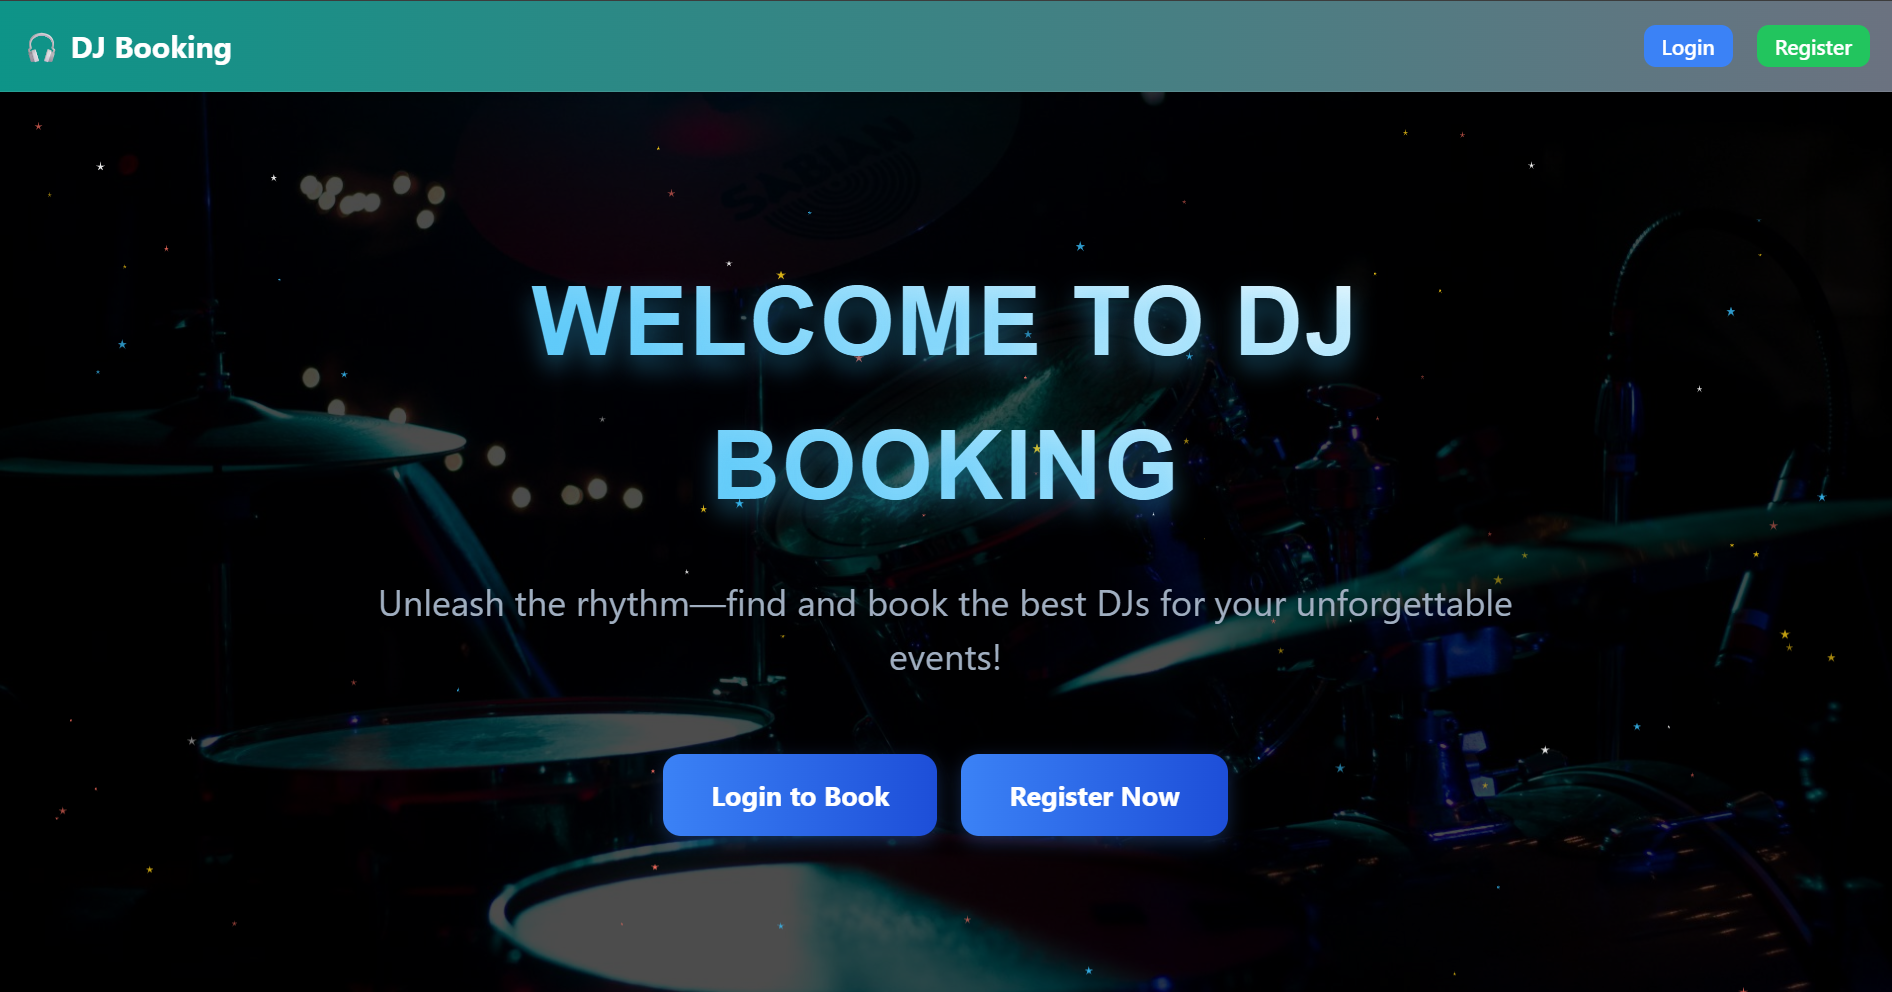 DJ Booking
Login
Register
SABIAN
WELCOME TO DJ
BOOKING
Unleash the rhythm—find and book the best DJs for your unforgettable
events!
Login to Book
Register Now